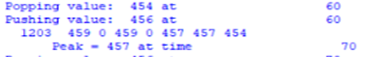 Popping value: 454 at 60
Pushing value: 456 at 60
1203 459 0 459 0 457 457 454
Peak = 457 at time 70